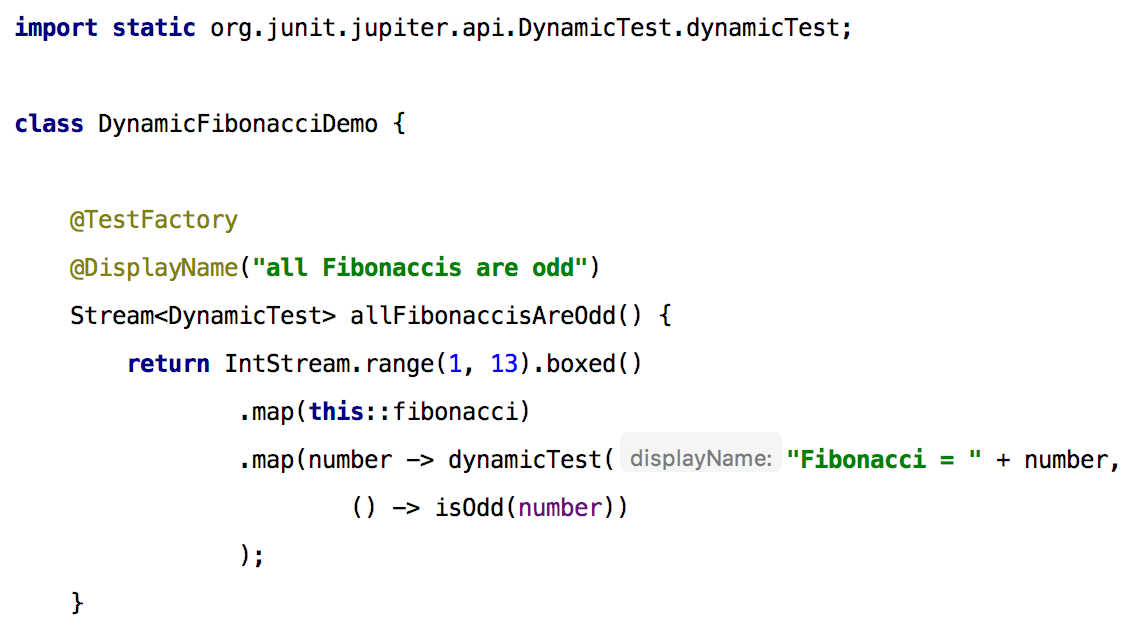 import static org.junit.jupiter.api.DynamicTest.dynamicTest;
class DynamicFibonacciDemo {
@TestFactory
@DisplayName("all Fibonaccis are odd")
Stream<DynamicTest> allFibonaccisAreOdd() {
return IntStream.range(1, 13).boxed()
.map(this::fibonacci)
.map(number -> dynamicTest( displayName: "Fibonacci = " + number,
() -> isOdd(number))
);
}